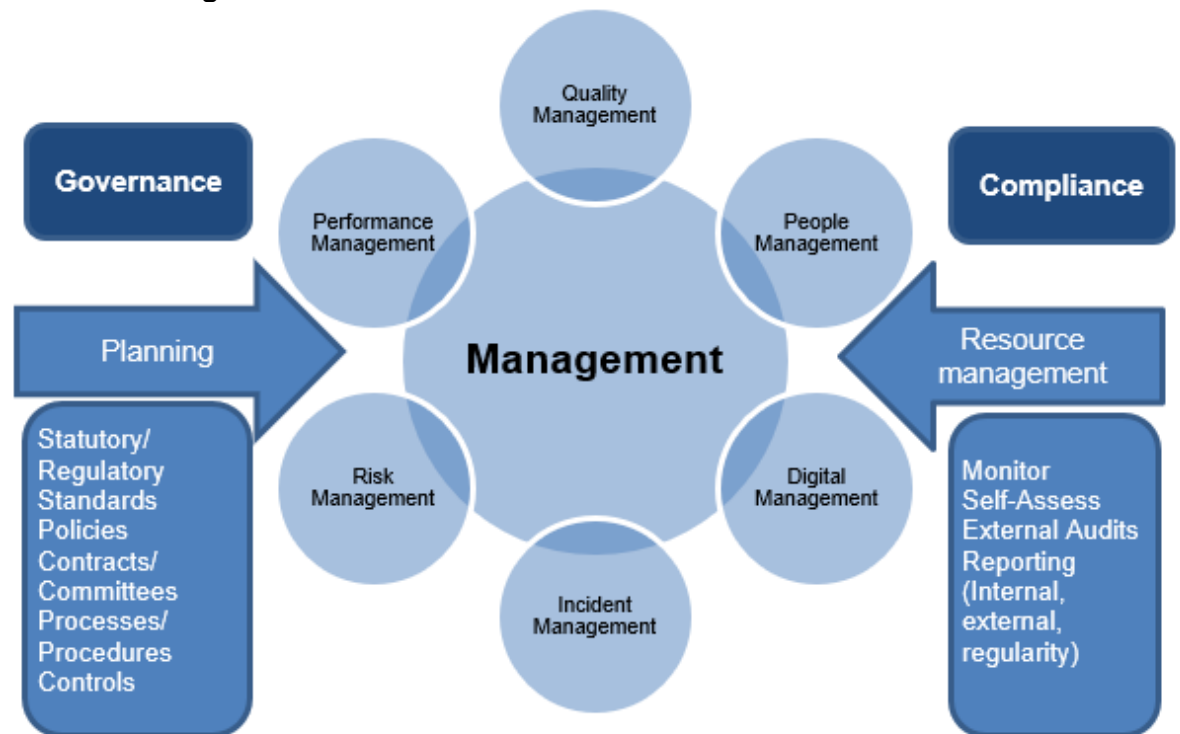 Quality
Management
Governance
Compliance
Performance
Management
People
Management
Planning
Management
Resource
management
Statutory/
Regulatory
Standards
Policies
Contracts/
Committees
Processes/
Procedures
Controls
Risk
Management
Digital
Management
Monitor
Self-Assess
External Audits
Reporting
(Internal,
external,
regularity)
Incident
Management